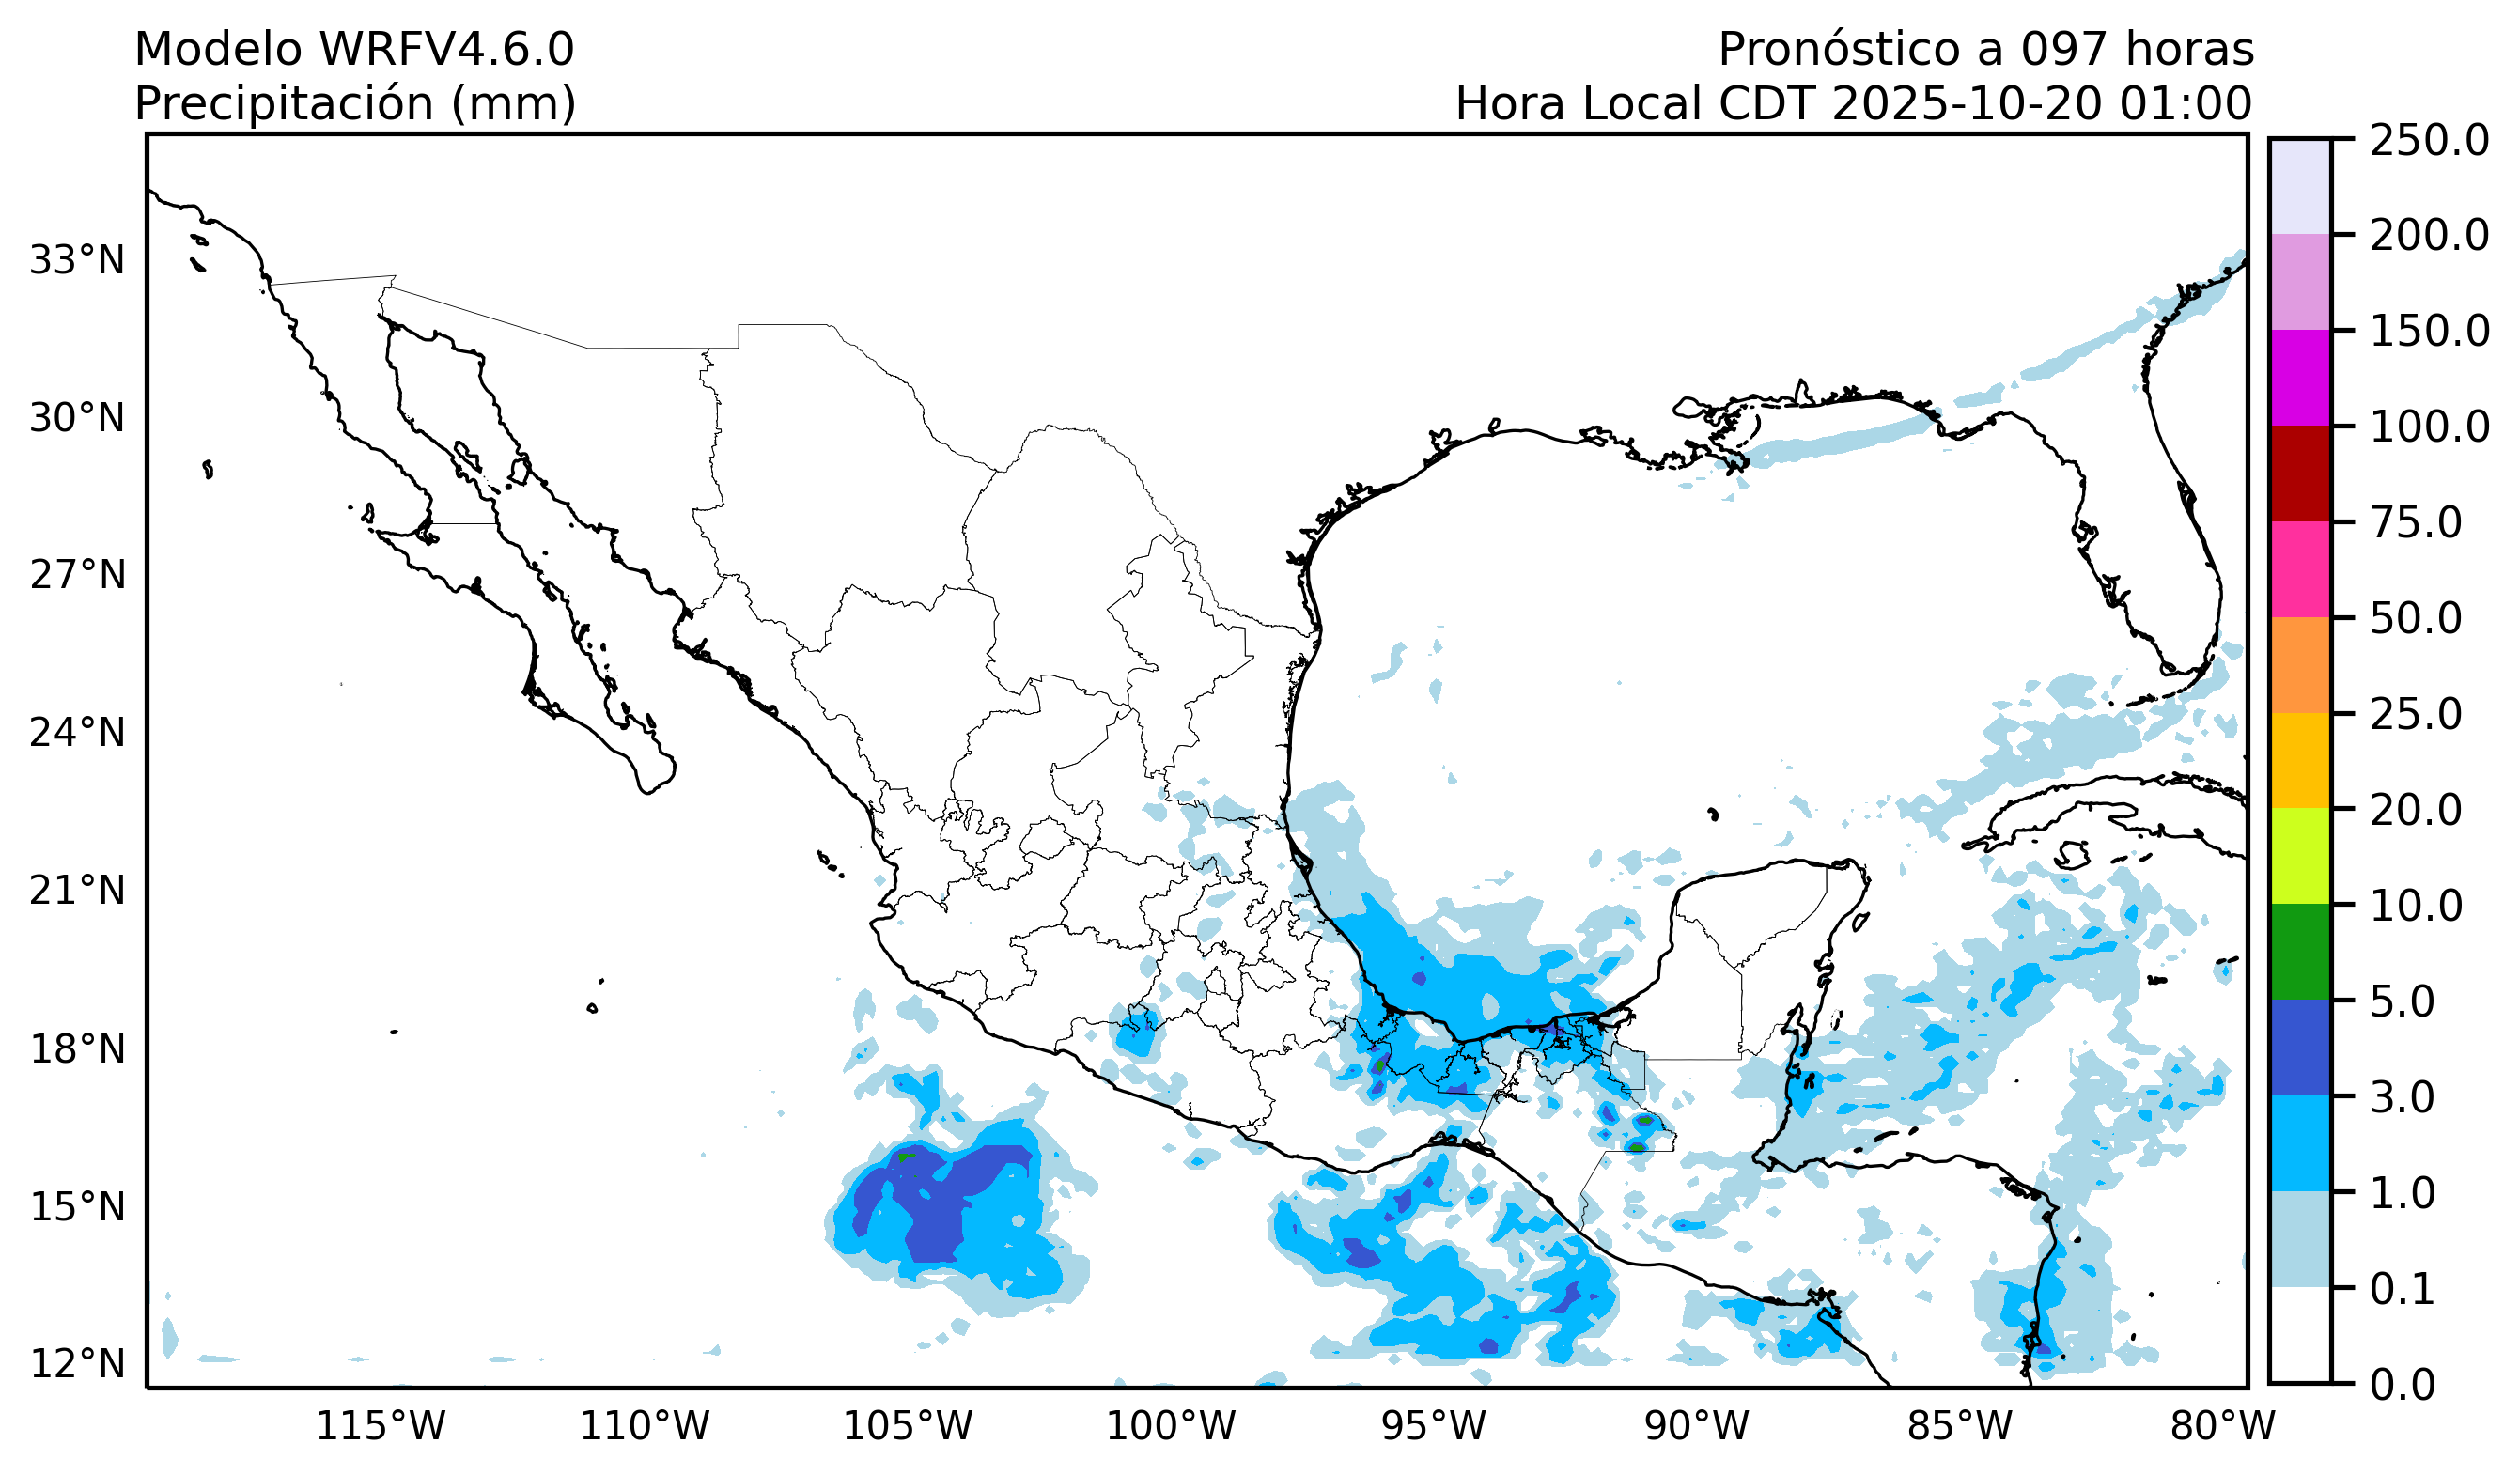 Modelo WRFV4.6.0
Pronóstico a 097 horas
Precipitación (mm)
Hora Local CDT 2025-10-20 01:00
33°N
30°N
27°N
24°N
21°N
18°N
15°N
12°N
115°W
110°W
105°W
100°W
95°W
90°W
85°W
80°W
250.0
200.0
150.0
100.0
75.0
50.0
25.0
20.0
10.0
5.0
3.0
1.0
0.1
0.0